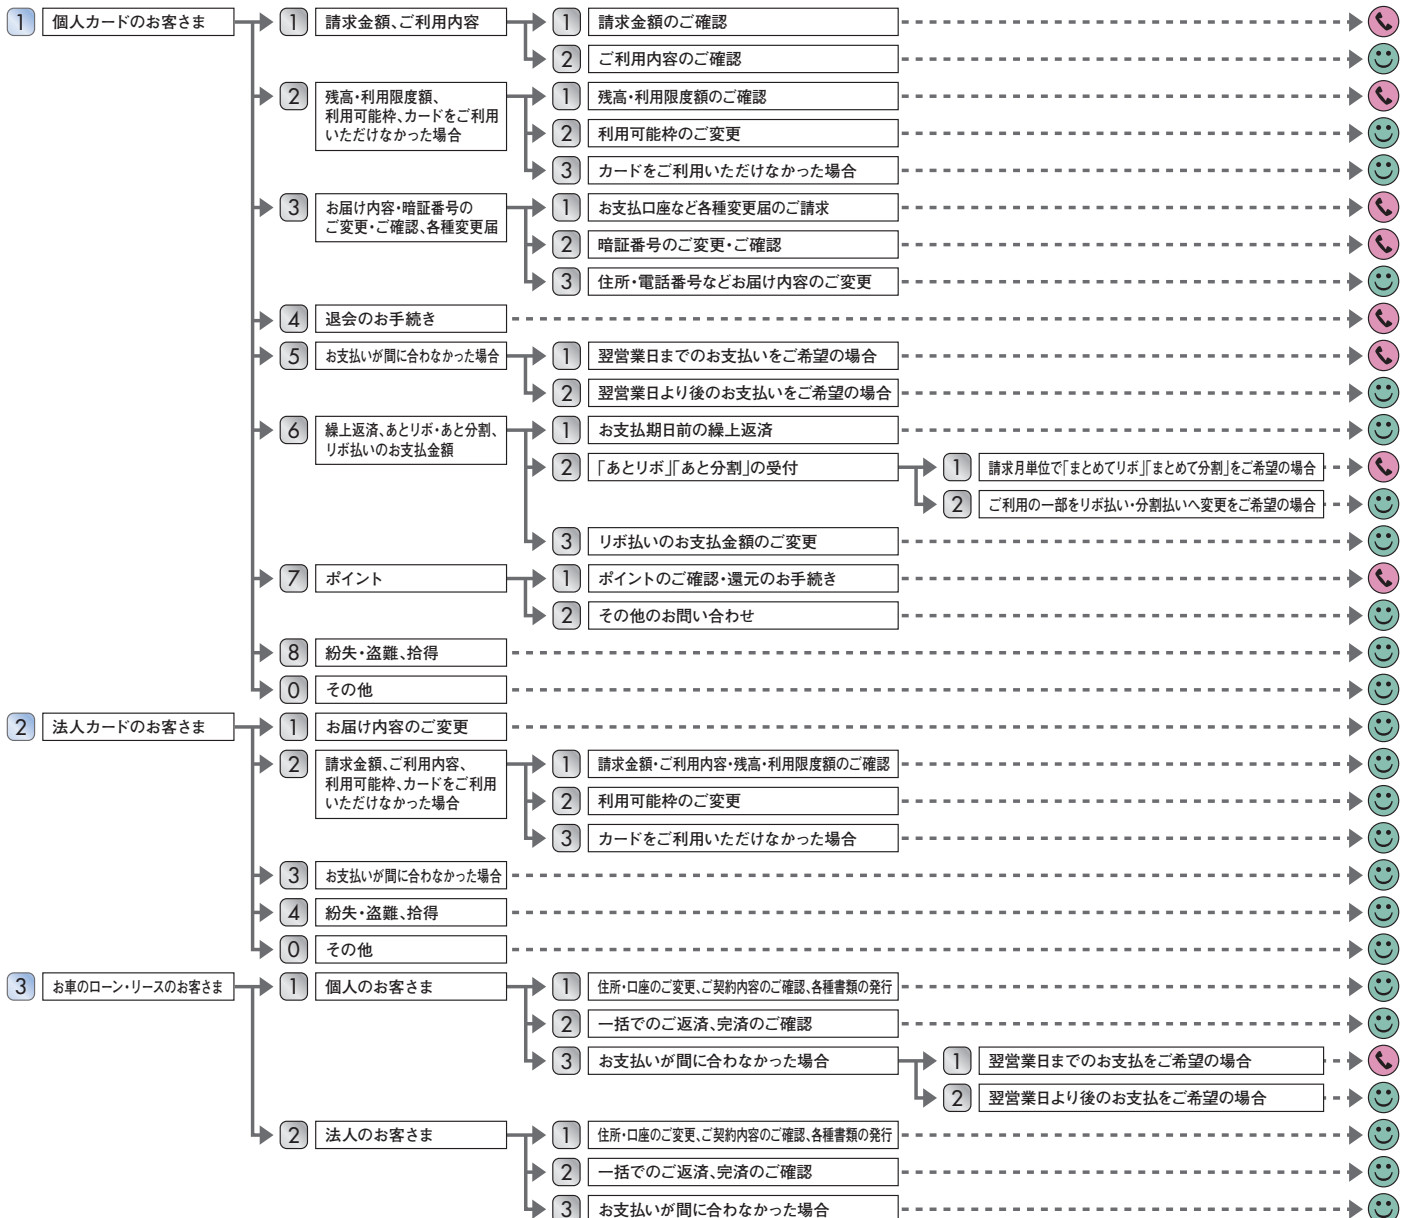 1 個人カードのお客さま
1 請求金額、ご利用内容
1 請求金額のご確認
2 ご利用内容のご確認
2 残高・利用限度額、
利用可能枠、カードをご利用
いただけなかった場合
1 残高・利用限度額のご確認
2 利用可能枠のご変更
3 カードをご利用いただけなかった場合
3 お届け内容・暗証番号の
ご変更・ご確認、各種変更届
1 お支払口座など各種変更届のご請求
2 暗証番号のご変更・ご確認
3 住所・電話番号などお届け内容のご変更
4 退会のお手続き
5 お支払いが間に合わなかった場合
1 翌営業日までのお支払いをご希望の場合
2 翌営業日より後のお支払いをご希望の場合
6 繰上返済、あとリボ・あと分割、
リボ払いのお支払金額
1 お支払期日前の繰上返済
2 「あとリボ」「あと分割」の受付
1 請求月単位で「まとめてリボ」「まとめて分割」をご希望の場合
2 ご利用の一部をリボ払い・分割払いへ変更をご希望の場合
3 リボ払いのお支払金額のご変更
7 ポイント
1 ポイントのご確認・還元のお手続き
2 その他のお問い合わせ
8 紛失・盗難、拾得
0 その他
2 法人カードのお客さま
1 お届け内容のご変更
2 請求金額、ご利用内容、
利用可能枠、カードをご利用
いただけなかった場合
1 請求金額・ご利用内容・残高・利用限度額のご確認
2 利用可能枠のご変更
3 カードをご利用いただけなかった場合
3 お支払いが間に合わなかった場合
4 紛失・盗難、拾得
0 その他
3 お車のローン・リースのお客さま
1 個人のお客さま
1 住所・口座のご変更、ご契約内容のご確認、各種書類の発行
2 一括でのご返済、完済のご確認
3 お支払いが間に合わなかった場合
1 翌営業日までのお支払をご希望の場合
2 翌営業日より後のお支払をご希望の場合
2 法人のお客さま
1 住所・口座のご変更、ご契約内容のご確認、各種書類の発行
2 一括でのご返済、完済のご確認
3 お支払いが間に合わなかった場合